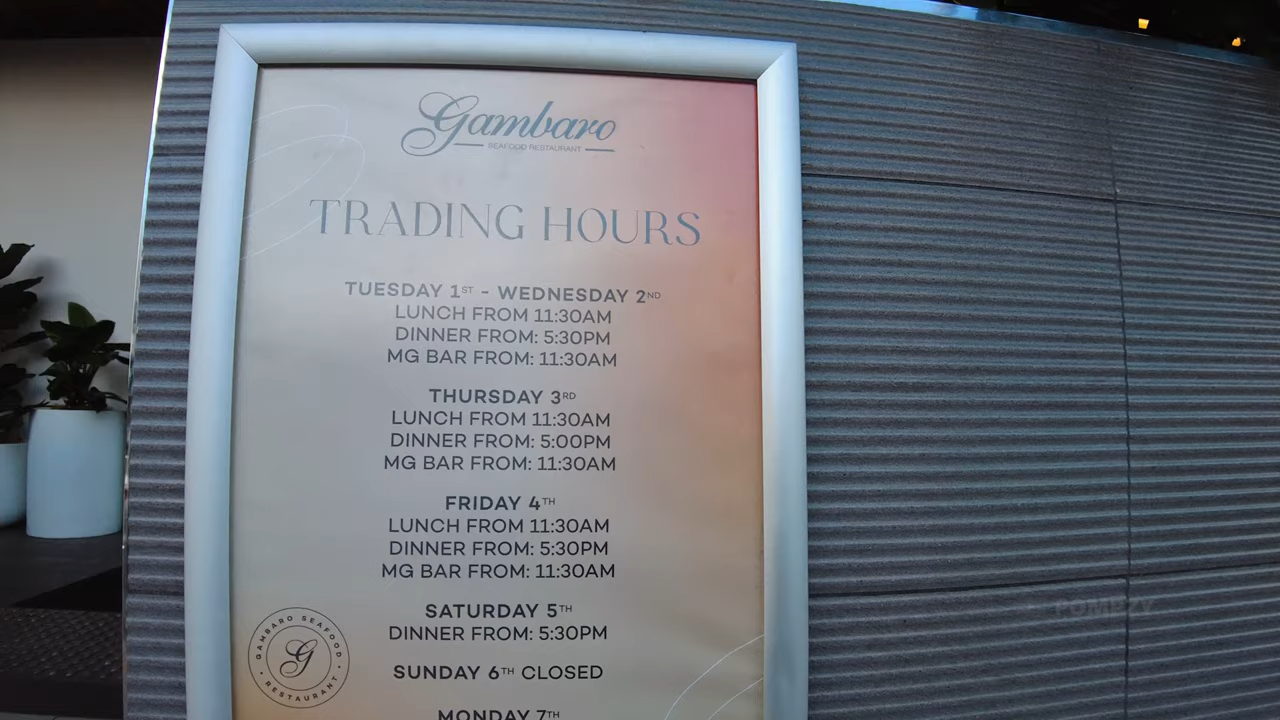 Gambaro
SEAFOOD RESTAURANT
TRADING HOURS
TUESDAY 1ST - WEDNESDAY 2ND
LUNCH FROM 11:30AM
DINNER FROM: 5:30PM
MG BAR FROM: 11:30AM
THURSDAY 3RD
LUNCH FROM 11:30AM
DINNER FROM: 5:00PM
MG BAR FROM: 11:30AM
FRIDAY 4TH
LUNCH FROM 11:30AM
DINNER FROM: 5:30PM
MG BAR FROM: 11:30AM
SATURDAY 5TH
DINNER FROM: 5:30PM
SUNDAY 6TH CLOSED
MONDAY 7TH
GAMBARO SEAFOOD
G
RESTAURANT